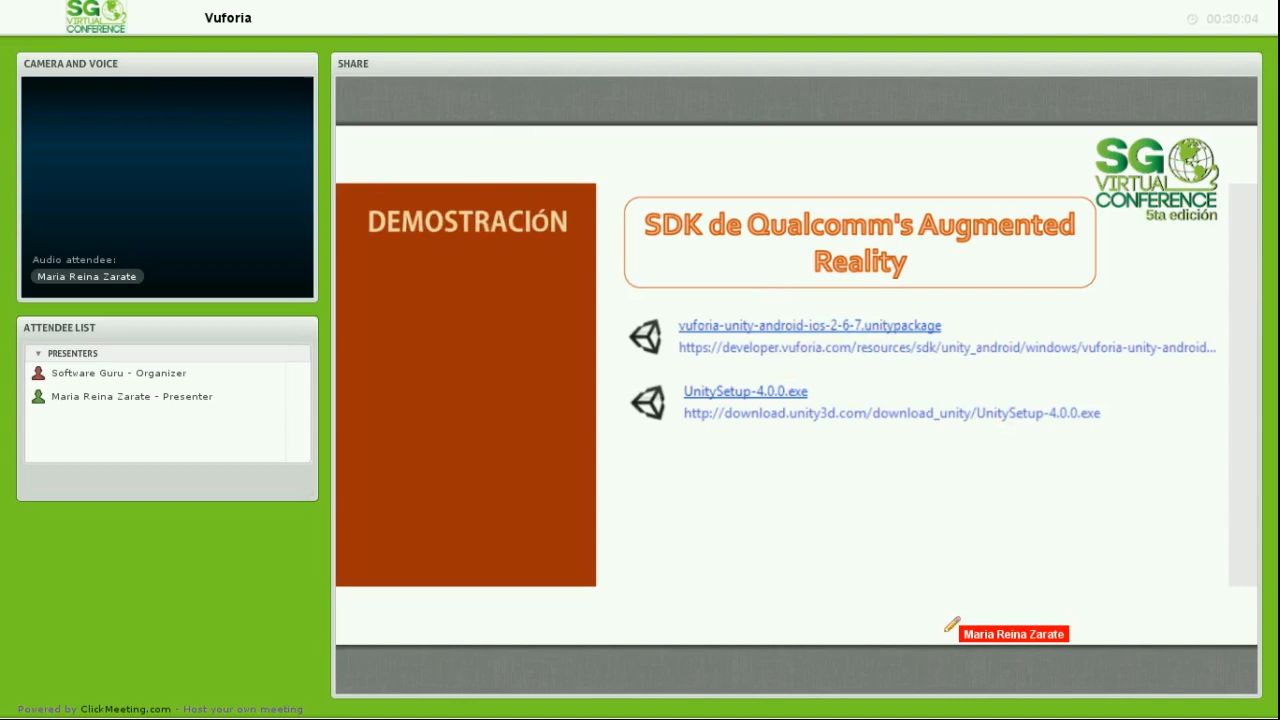 SG
VIRTUAL
CONFERENCE
Vuforia
00:30:04
CAMERA AND VOICE
Audio attendee:
Maria Reina Zarate
ATTENDEE LIST
PRESENTERS
Software Guru - Organizer
Maria Reina Zarate - Presenter
SHARE
SG
VIRTUAL
CONFERENCE
5ta edición
DEMOSTRACIÓN
SDK de Qualcomm's Augmented
Reality
vuforia-unity-android-ios-2-6-7.unitypackage
https://developer.vuforia.com/resources/sdk/unity_android/windows/vuforia-unity-android...
UnitySetup-4.0.0.exe
http://download.unity3d.com/download_unity/UnitySetup-4.0.0.exe
Maria Reina Zarate
Powered by ClickMeeting.com - Host your own meeting